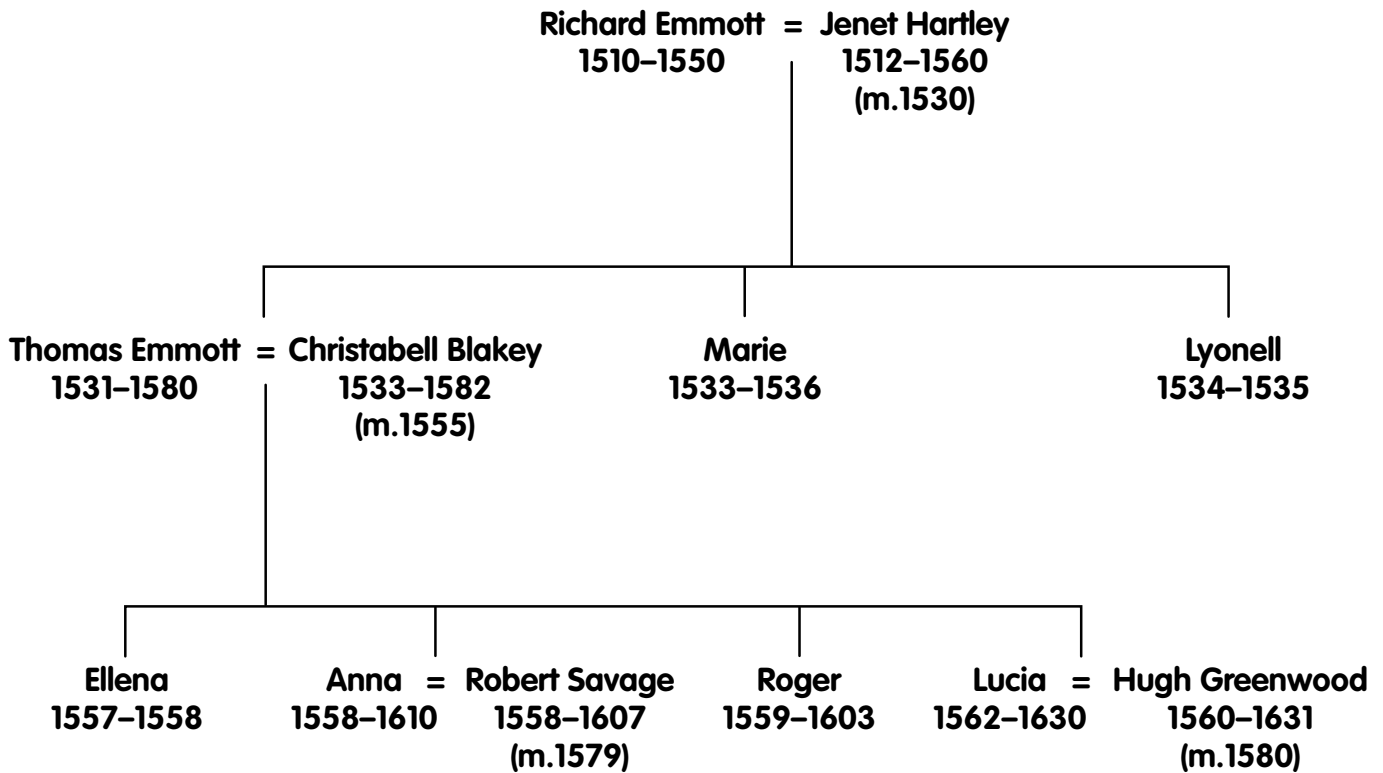 Richard Emmott = Jenet Hartley
1510–1550 1512–1560
(m.1530)
Thomas Emmott = Christabell Blakey Marie Lyonell
1531–1580 1533–1582 1533–1536 1534–1535
(m.1555)
Ellena Anna = Robert Savage Roger Lucia = Hugh Greenwood
1557–1558 1558–1610 1558–1607 1559–1603 1562–1630 1560–1631
(m.1579) (m.1580)